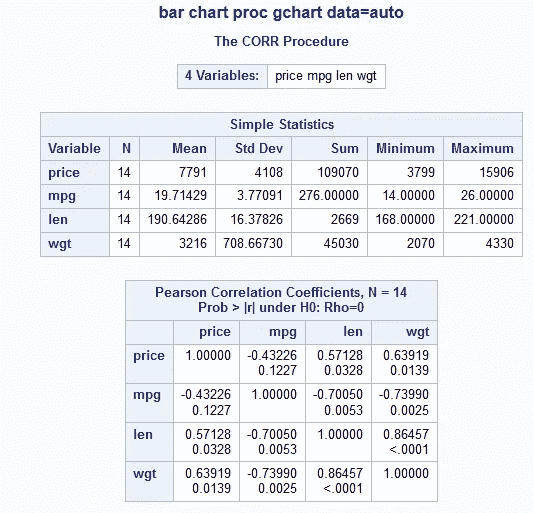 bar chart proc gchart data=auto
The CORR Procedure
4 Variables: price mpg len wgt
Simple Statistics
Variable N Mean Std Dev Sum Minimum Maximum
price 14 7791 4108 109070 3799 15906
mpg 14 19.71429 3.77091 276.00000 14.00000 26.00000
len 14 190.64286 16.37826 2669 168.00000 221.00000
wgt 14 3216 708.66730 45030 2070 4330
Pearson Correlation Coefficients, N = 14
Prob > |r| under H0: Rho=0
price mpg len wgt
price 1.00000 -0.43226 0.57128 0.63919
0.1227 0.0328 0.0139
mpg -0.43226 1.00000 -0.70050 -0.73990
0.1227 0.0053 0.0025
len 0.57128 -0.70050 1.00000 0.86457
0.0328 0.0053 <.0001
wgt 0.63919 -0.73990 0.86457 1.00000
0.0139 0.0025 <.0001